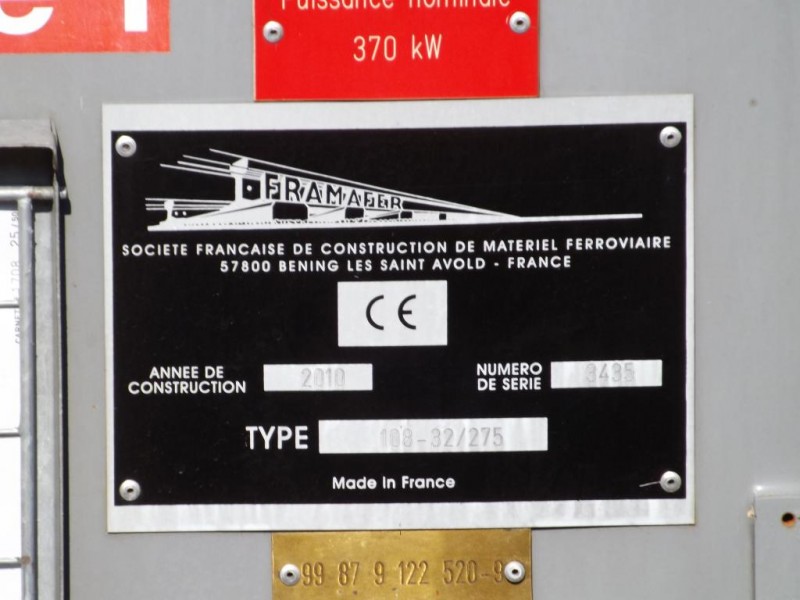 Puissance nominale
370 kW
FRAMAFER
SOCIETE FRANCAISE DE CONSTRUCTION DE MATERIEL FERROVIAIRE
57800 BENING LES SAINT AVOLD - FRANCE
CE
ANNEE DE CONSTRUCTION 2010
NUMERO DE SERIE 3435
TYPE 108-32/275
Made in France
99 87 9 122 520-9